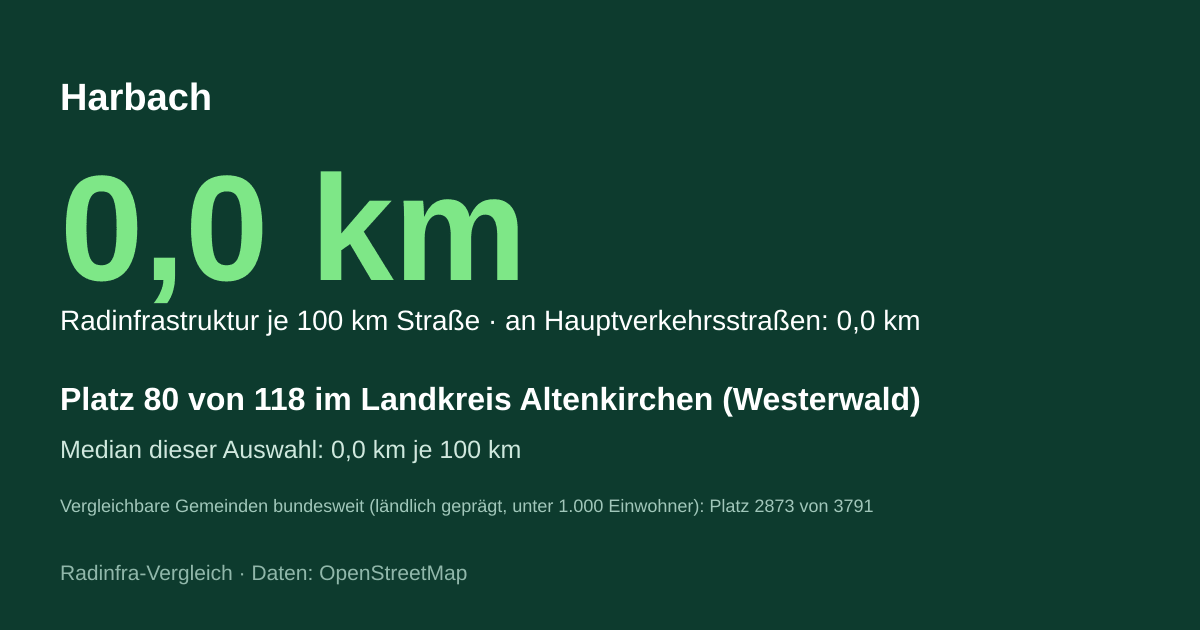 Harbach
0,0 km
Radinfrastruktur je 100 km Straße · an Hauptverkehrsstraßen: 0,0 km
Platz 80 von 118 im Landkreis Altenkirchen (Westerwald)
Median dieser Auswahl: 0,0 km je 100 km
Vergleichbare Gemeinden bundesweit (ländlich geprägt, unter 1.000 Einwohner): Platz 2873 von 3791
Radinfra-Vergleich · Daten: OpenStreetMap